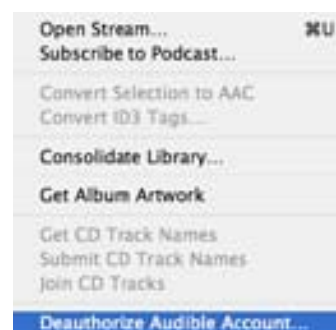 Open Stream... ⌘U
Subscribe to Podcast...
Convert Selection to AAC
Convert ID3 Tags...
Consolidate Library...
Get Album Artwork
Get CD Track Names
Submit CD Track Names
Join CD Tracks
Deauthorize Audible Account...